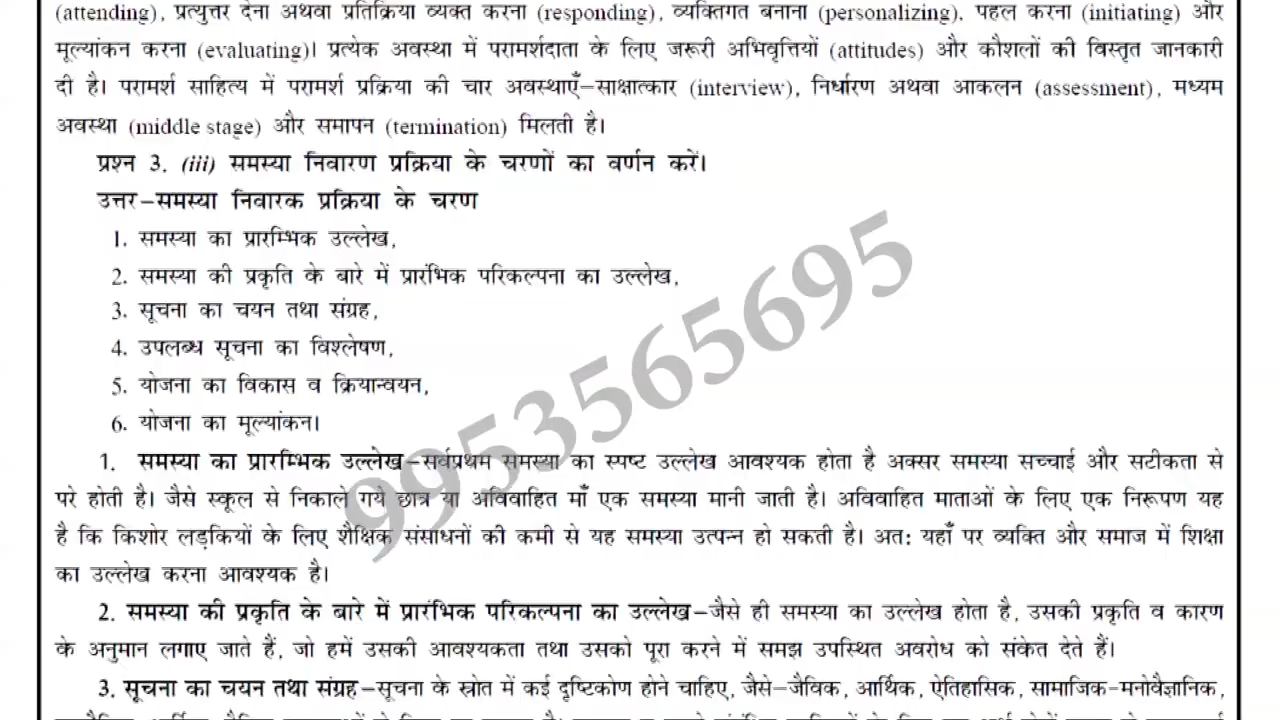 (attending), प्रत्युत्तर देना अथवा प्रतिक्रिया व्यक्त करना (responding), व्यक्तिगत बनाना (personalizing), पहल करना (initiating) और
मूल्यांकन करना (evaluating)। प्रत्येक अवस्था में परामर्शदाता के लिए जरूरी अभिवृत्तियों (attitudes) और कौशलों की विस्तृत जानकारी
दी है। परामर्श साहित्य में परामर्श प्रक्रिया की चार अवस्थाएँ–साक्षात्कार (interview), निर्धारण अथवा आकलन (assessment), मध्यम
अवस्था (middle stage) और समापन (termination) मिलती है।
प्रश्न 3. (iii) समस्या निवारण प्रक्रिया के चरणों का वर्णन करें।
उत्तर–समस्या निवारक प्रक्रिया के चरण
1. समस्या का प्रारम्भिक उल्लेख,
2. समस्या की प्रकृति के बारे में प्रारंभिक परिकल्पना का उल्लेख,
3. सूचना का चयन तथा संग्रह,
4. उपलब्ध सूचना का विश्लेषण,
5. योजना का विकास व क्रियान्वयन,
6. योजना का मूल्यांकन।
1. समस्या का प्रारम्भिक उल्लेख–सर्वप्रथम समस्या का स्पष्ट उल्लेख आवश्यक होता है अक्सर समस्या सच्चाई और सटीकता से
परे होती है। जैसे स्कूल से निकाले गये छात्र या अविवाहित माँ एक समस्या मानी जाती है। अविवाहित माताओं के लिए एक निरूपण यह
है कि किशोर लड़कियों के लिए शैक्षिक संसाधनों की कमी से यह समस्या उत्पन्न हो सकती है। अतः यहाँ पर व्यक्ति और समाज में शिक्षा
का उल्लेख करना आवश्यक है।
2. समस्या की प्रकृति के बारे में प्रारंभिक परिकल्पना का उल्लेख–जैसे ही समस्या का उल्लेख होता है, उसकी प्रकृति व कारण
के अनुमान लगाए जाते हैं, जो हमें उसकी आवश्यकता तथा उसको पूरा करने में समझ उपस्थित अवरोध को संकेत देते हैं।
3. सूचना का चयन तथा संग्रह–सूचना के स्रोत में कई दृष्टिकोण होने चाहिए, जैसे–जैविक, आर्थिक, ऐतिहासिक, सामाजिक-मनोवैज्ञानिक,
9953565695